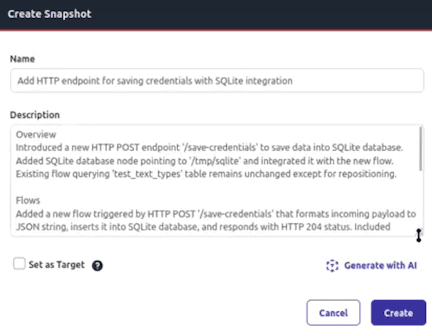 Create Snapshot
Name
Add HTTP endpoint for saving credentials with SQLite integration
Description
Overview
Introduced a new HTTP POST endpoint '/save-credentials' to save data into SQLite database.
Added SQLite database node pointing to '/tmp/sqlite' and integrated it with the new flow.
Existing flow querying 'test_text_types' table remains unchanged except for repositioning.
Flows
Added a new flow triggered by HTTP POST '/save-credentials' that formats incoming payload to
JSON string, inserts it into SQLite database, and responds with HTTP 204 status. Included
Set as Target ?
Generate with AI
Cancel
Create